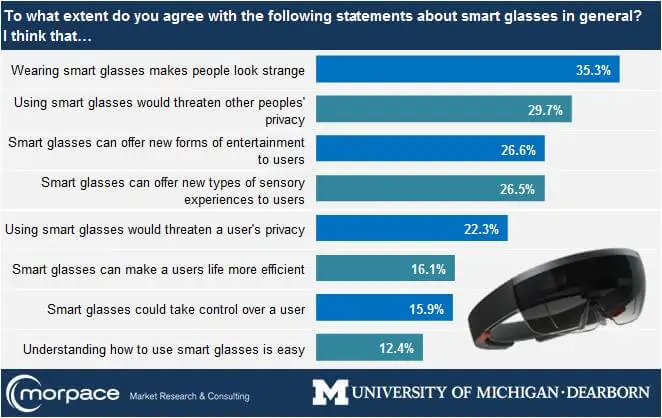 To what extent do you agree with the following statements about smart glasses in general?
I think that…
Wearing smart glasses makes people look strange
35.3%
Using smart glasses would threaten other peoples'
privacy
29.7%
Smart glasses can offer new forms of entertainment
to users
26.6%
Smart glasses can offer new types of sensory
experiences to users
26.5%
Using smart glasses would threaten a user's privacy
22.3%
Smart glasses can make a users life more efficient
16.1%
Smart glasses could take control over a user
15.9%
Understanding how to use smart glasses is easy
12.4%
morpace Market Research & Consulting
M UNIVERSITY OF MICHIGAN-DEARBORN